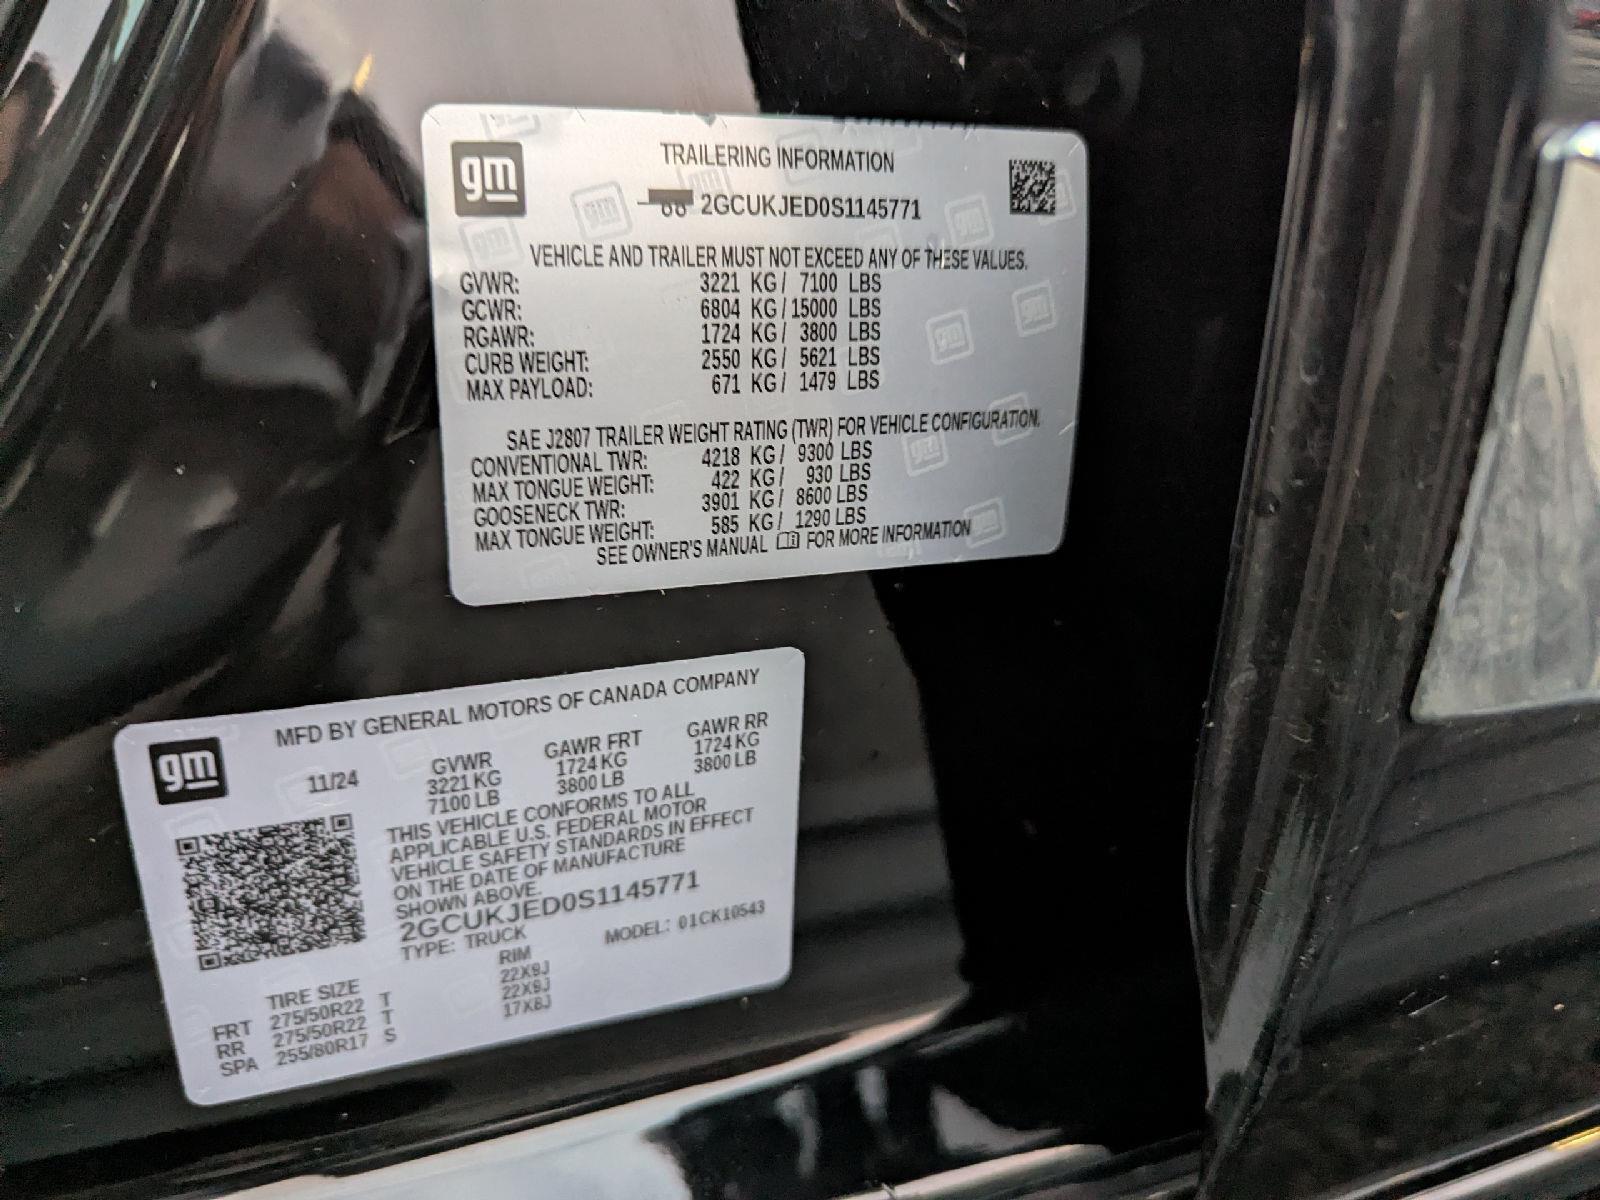 gm
TRAILERING INFORMATION
2GCUKJED0S1145771
VEHICLE AND TRAILER MUST NOT EXCEED ANY OF THESE VALUES.
GVWR: 3221 KG / 7100 LBS
GCWR: 6804 KG / 15000 LBS
RGAWR: 1724 KG / 3800 LBS
CURB WEIGHT: 2550 KG / 5621 LBS
MAX PAYLOAD: 671 KG / 1479 LBS
SAE J2807 TRAILER WEIGHT RATING (TWR) FOR VEHICLE CONFIGURATION.
CONVENTIONAL TWR: 4218 KG / 9300 LBS
MAX TONGUE WEIGHT: 422 KG / 930 LBS
GOOSENECK TWR: 3901 KG / 8600 LBS
MAX TONGUE WEIGHT: 585 KG / 1290 LBS
SEE OWNER'S MANUAL FOR MORE INFORMATION
gm
MFD BY GENERAL MOTORS OF CANADA COMPANY
11/24 GVWR GAWR FRT GAWR RR
3221 KG 1724 KG 1724 KG
7100 LB 3800 LB 3800 LB
THIS VEHICLE CONFORMS TO ALL
APPLICABLE U.S. FEDERAL MOTOR
VEHICLE SAFETY STANDARDS IN EFFECT
ON THE DATE OF MANUFACTURE
SHOWN ABOVE.
2GCUKJED0S1145771
TYPE: TRUCK MODEL: 01CK10543
TIRE SIZE RIM
FRT 275/50R22 T 22X9J
RR 275/50R22 T 22X9J
SPA 255/80R17 S 17X8J